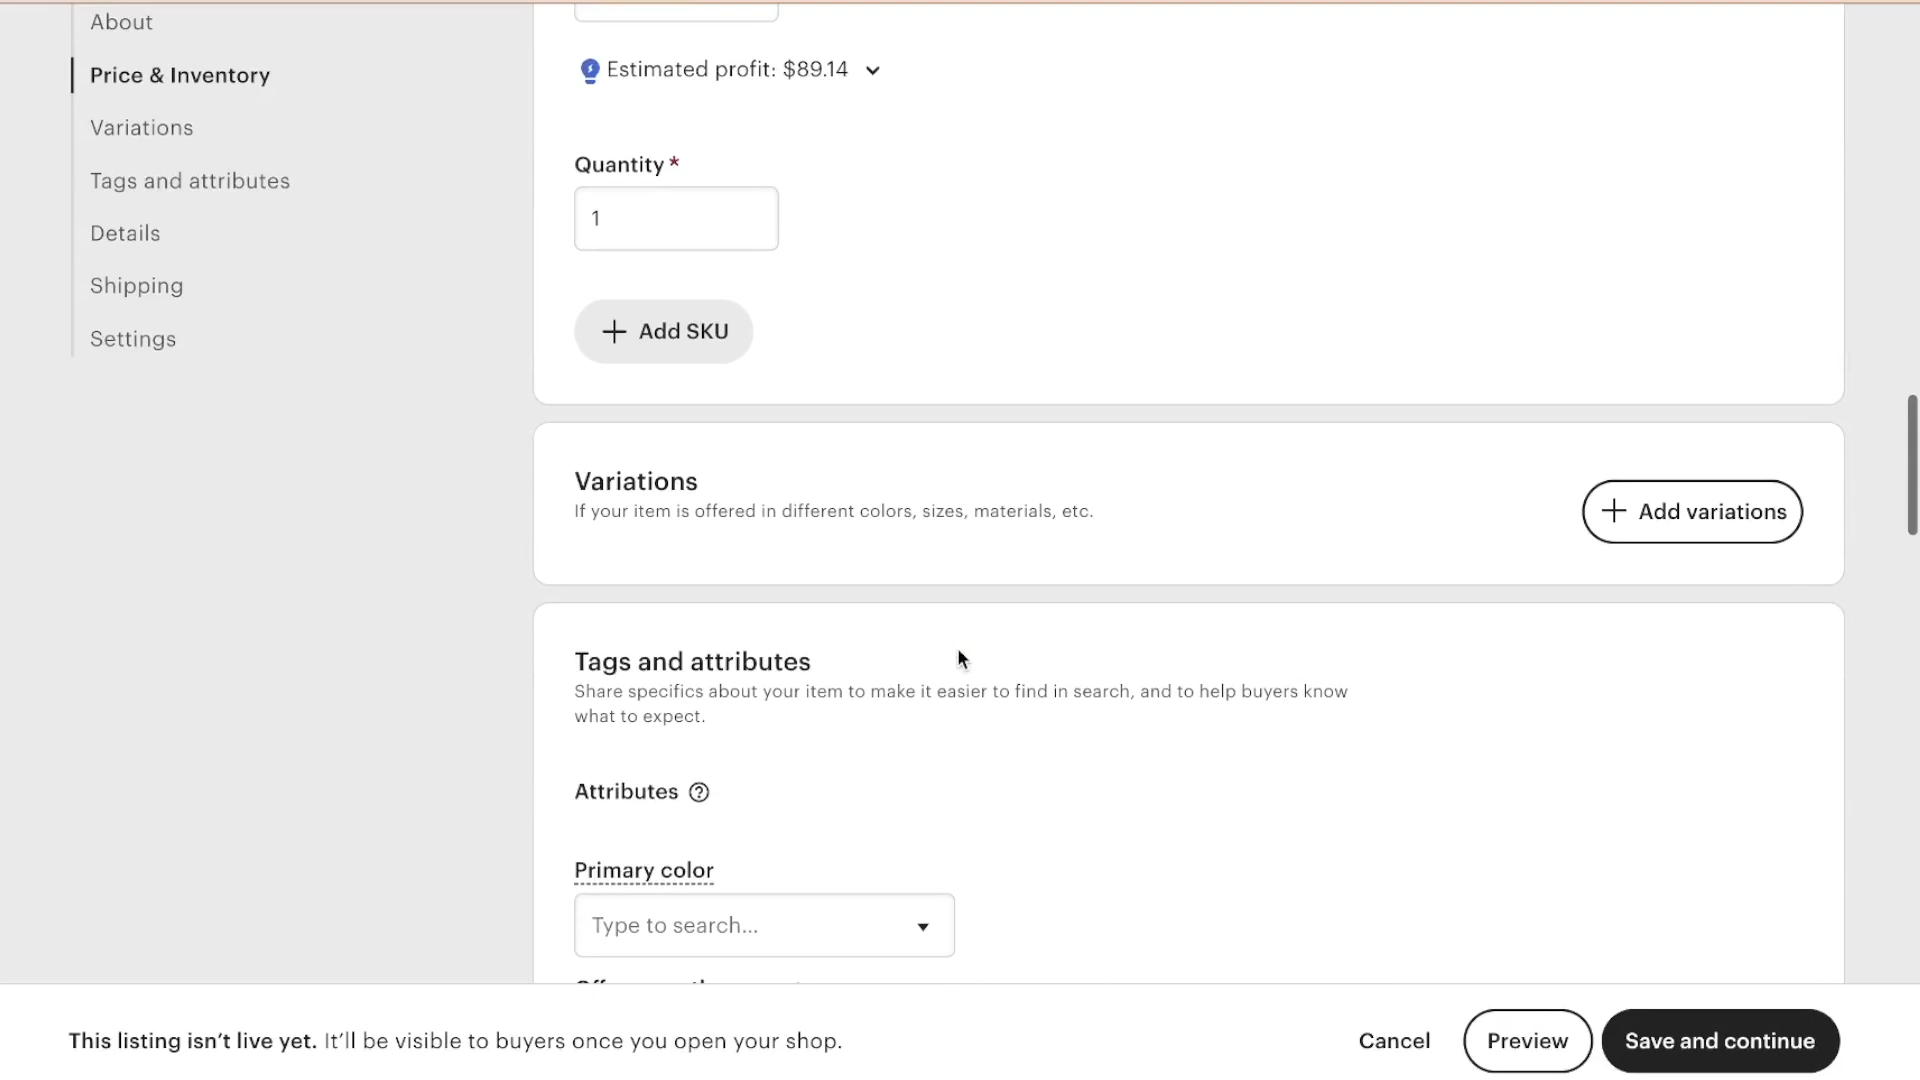 About
Price & Inventory
Variations
Tags and attributes
Details
Shipping
Settings
Estimated profit: $89.14
Quantity *
1
+ Add SKU
Variations
If your item is offered in different colors, sizes, materials, etc.
+ Add variations
Tags and attributes
Share specifics about your item to make it easier to find in search, and to help buyers know
what to expect.
Attributes ?
Primary color
Type to search...
This listing isn't live yet. It'll be visible to buyers once you open your shop.
Cancel
Preview
Save and continue